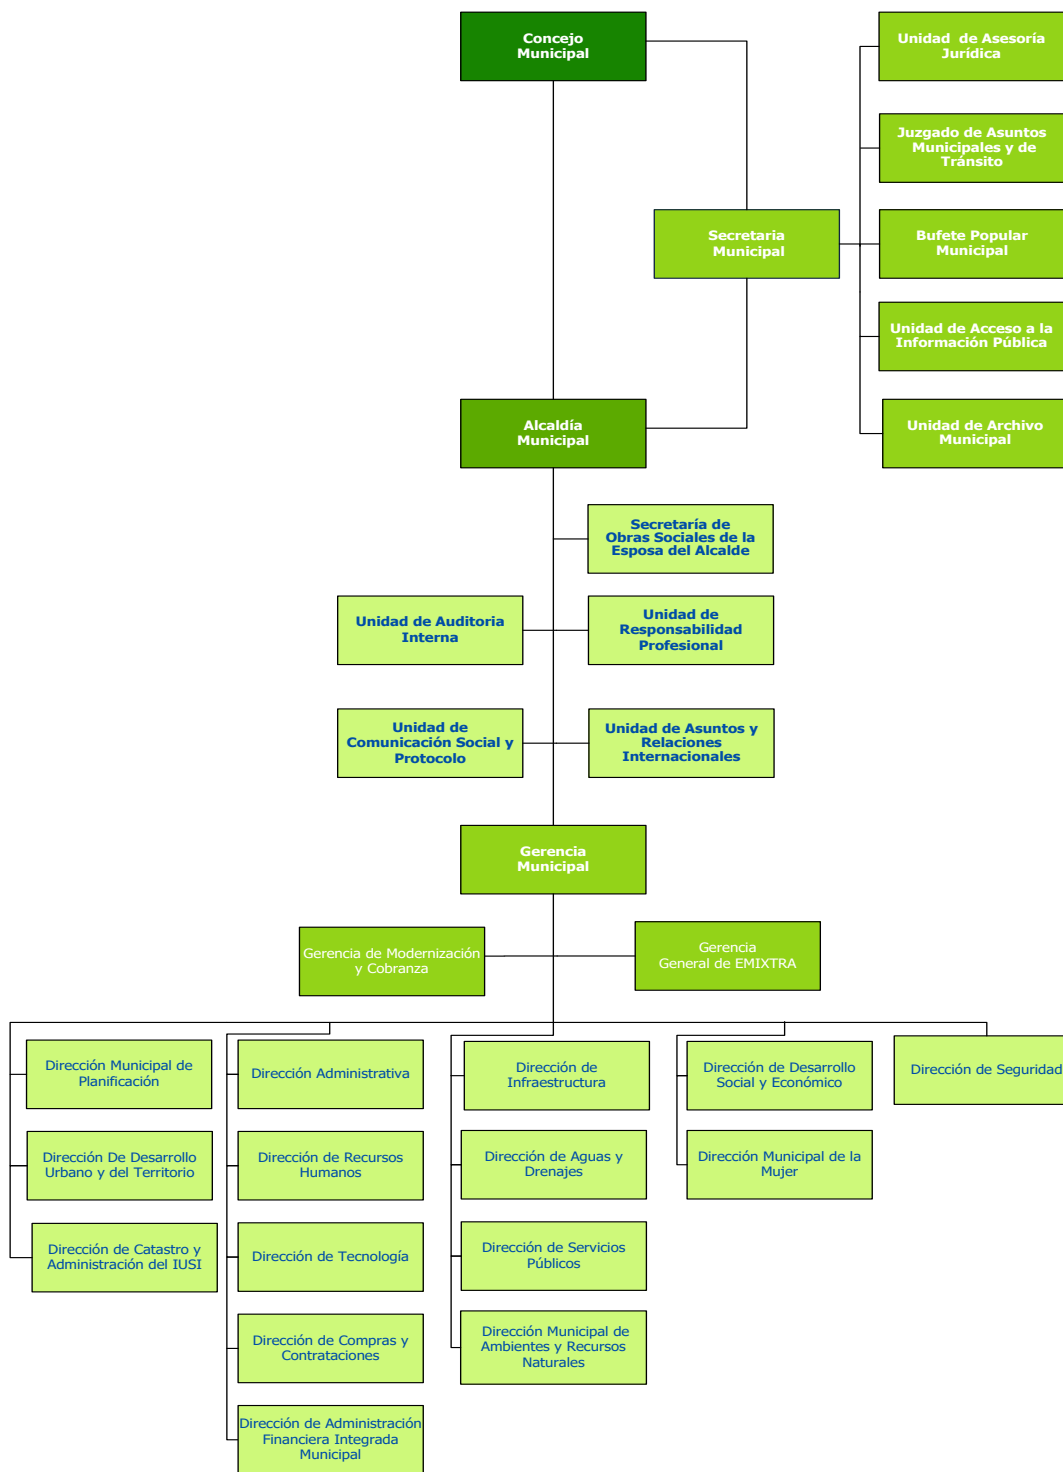 Concejo
Municipal
Unidad de Asesoría
Jurídica
Juzgado de Asuntos
Municipales y de
Tránsito
Secretaria
Municipal
Bufete Popular
Municipal
Unidad de Acceso a la
Información Pública
Alcaldía
Municipal
Unidad de Archivo
Municipal
Secretaría de
Obras Sociales de la
Esposa del Alcalde
Unidad de Auditoria
Interna
Unidad de
Responsabilidad
Profesional
Unidad de
Comunicación Social y
Protocolo
Unidad de Asuntos y
Relaciones
Internacionales
Gerencia
Municipal
Gerencia de Modernización
y Cobranza
Gerencia
General de EMIXTRA
Dirección Municipal de
Planificación
Dirección Administrativa
Dirección de
Infraestructura
Dirección de Desarrollo
Social y Económico
Dirección de Seguridad
Dirección De Desarrollo
Urbano y del Territorio
Dirección de Recursos
Humanos
Dirección de Aguas y
Drenajes
Dirección Municipal de la
Mujer
Dirección de Catastro y
Administración del IUSI
Dirección de Tecnología
Dirección de Servicios
Públicos
Dirección de Compras y
Contrataciones
Dirección Municipal de
Ambientes y Recursos
Naturales
Dirección de Administración
Financiera Integrada
Municipal